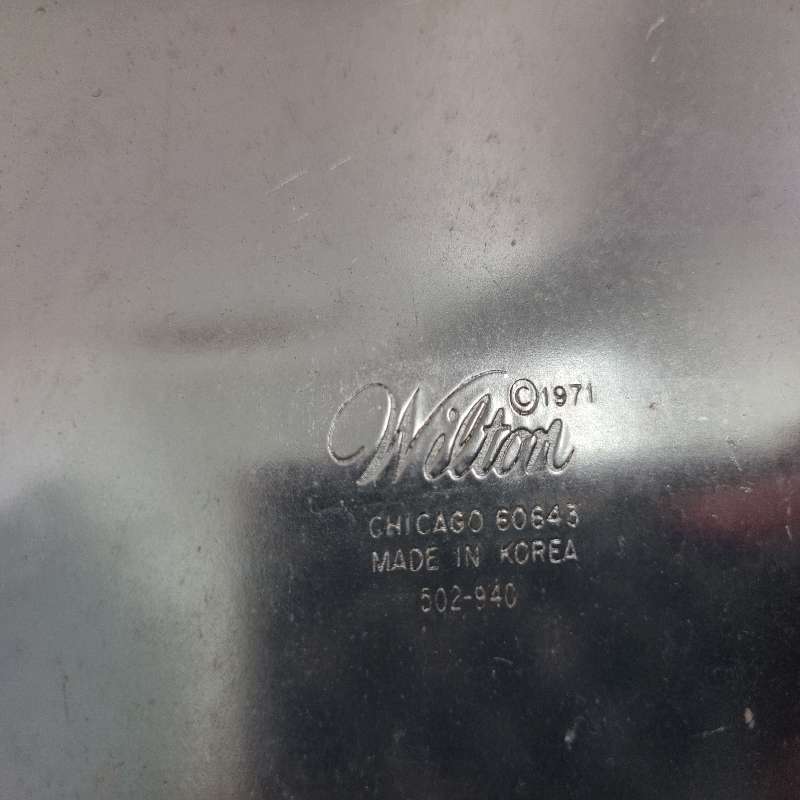 Wilton ©1971
CHICAGO 60643
MADE IN KOREA
502-940